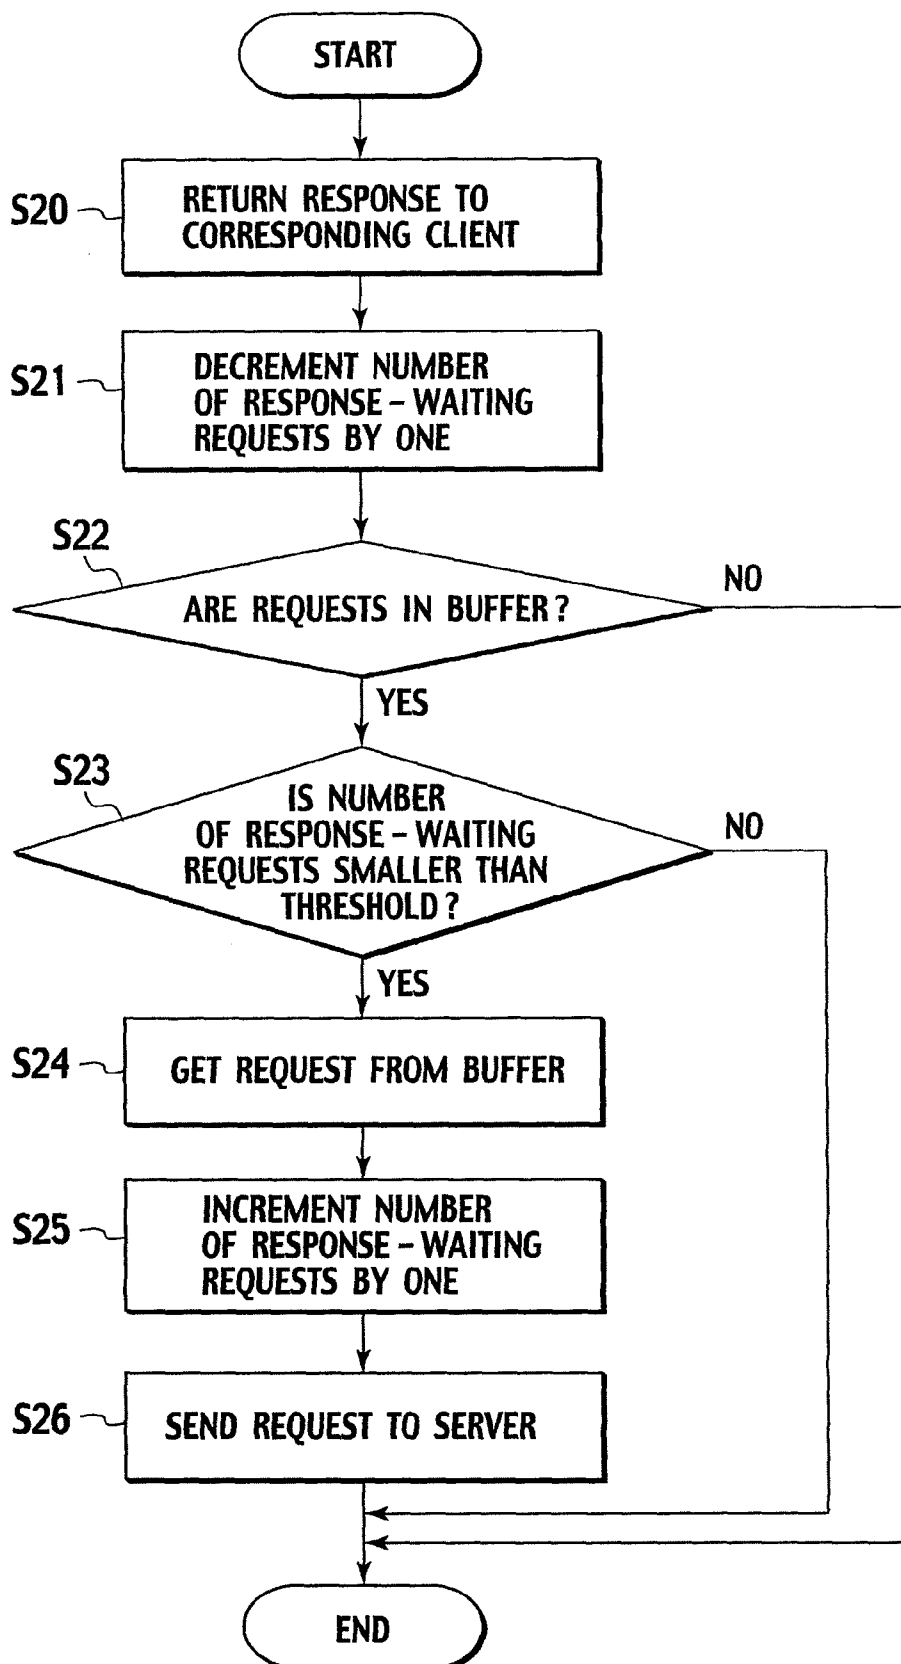 START
S20
RETURN RESPONSE TO
CORRESPONDING CLIENT
S21
DECREMENT NUMBER
OF RESPONSE – WAITING
REQUESTS BY ONE
S22
ARE REQUESTS IN BUFFER ?
NO
YES
S23
IS NUMBER
OF RESPONSE – WAITING
REQUESTS SMALLER THAN
THRESHOLD ?
NO
YES
S24
GET REQUEST FROM BUFFER
S25
INCREMENT NUMBER
OF RESPONSE – WAITING
REQUESTS BY ONE
S26
SEND REQUEST TO SERVER
END